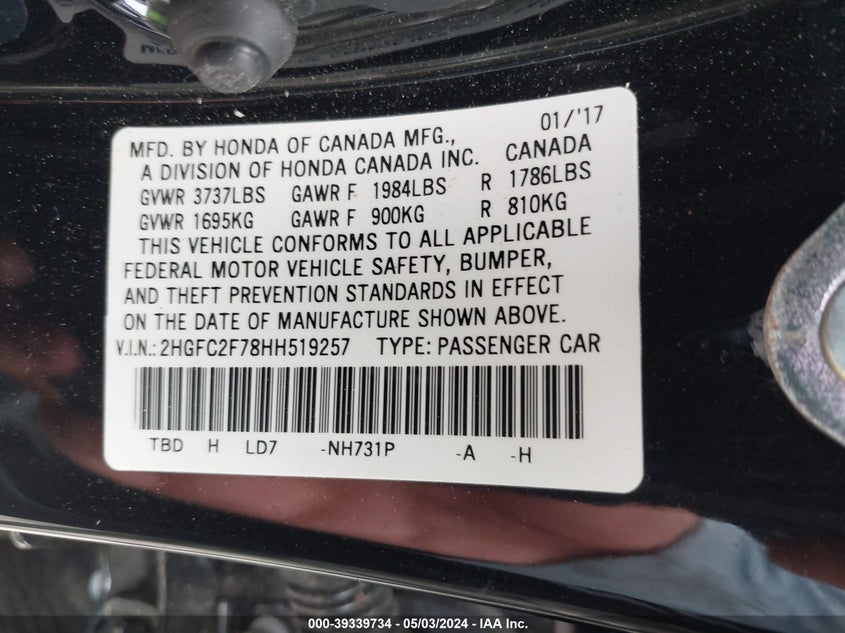 01/'17
MFD. BY HONDA OF CANADA MFG.,
A DIVISION OF HONDA CANADA INC. CANADA
GVWR 3737LBS GAWR F 1984LBS R 1786LBS
GVWR 1695KG GAWR F 900KG R 810KG
THIS VEHICLE CONFORMS TO ALL APPLICABLE
FEDERAL MOTOR VEHICLE SAFETY, BUMPER,
AND THEFT PREVENTION STANDARDS IN EFFECT
ON THE DATE OF MANUFACTURE SHOWN ABOVE.
V.I.N.: 2HGFC2F78HH519257 TYPE: PASSENGER CAR
TBD H LD7 -NH731P -A -H
000-39339734 - 05/03/2024 - IAA Inc.